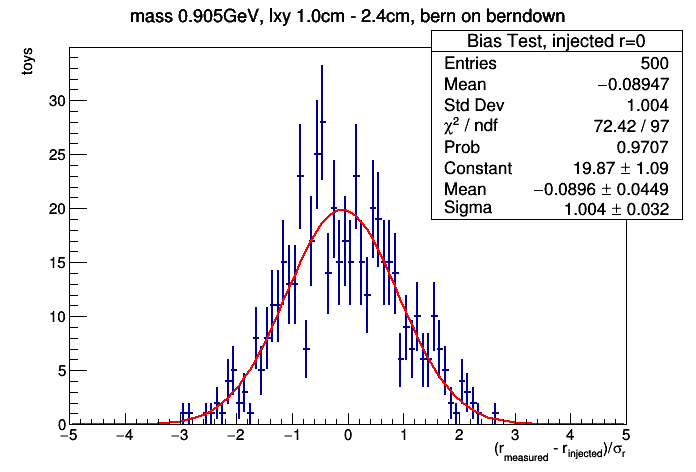 mass 0.905GeV, lxy 1.0cm - 2.4cm, bern on berndown
Bias Test, injected r=0
Entries 500
Mean −0.08947
Std Dev 1.004
χ² / ndf 72.42 / 97
Prob 0.9707
Constant 19.87 ± 1.09
Mean −0.0896 ± 0.0449
Sigma 1.004 ± 0.032
toys
30
25
20
15
10
5
0
−5 −4 −3 −2 −1 0 1 2 3 4 5
(r_measured - r_injected)/σ_r